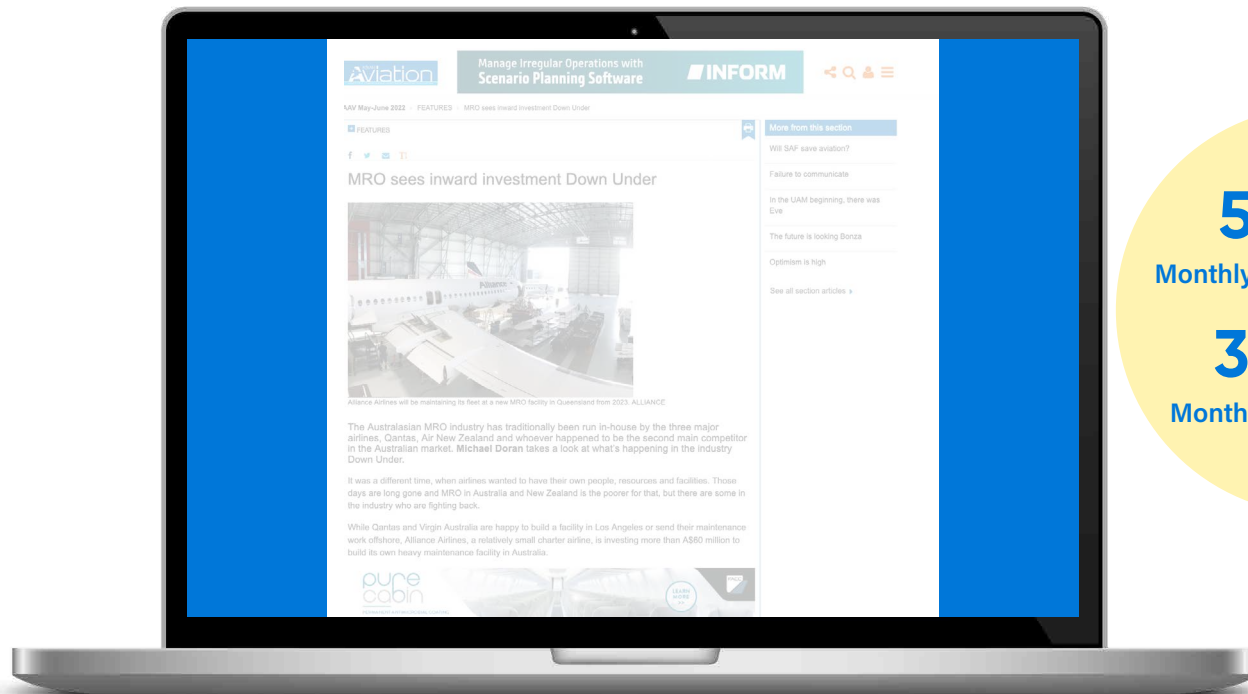 Aviation
Manage Irregular Operations with
Scenario Planning Software
INFORM
AAV May-June 2022 > FEATURES > MRO sees inward investment Down Under
FEATURES
MRO sees inward investment Down Under
Alliance
Alliance Airlines will be maintaining its fleet at a new MRO facility in Queensland from 2023. ALLIANCE
The Australasian MRO industry has traditionally been run in-house by the three major
airlines, Qantas, Air New Zealand and whoever happened to be the second main competitor
in the Australian market. Michael Doran takes a look at what's happening in the industry
Down Under.
It was a different time, when airlines wanted to have their own people, resources and facilities. Those
days are long gone and MRO in Australia and New Zealand is the poorer for that, but there are some in
the industry who are fighting back.
While Qantas and Virgin Australia are happy to build a facility in Los Angeles or send their maintenance
work offshore, Alliance Airlines, a relatively small charter airline, is investing more than A$60 million to
build its own heavy maintenance facility in Australia.
pure
cabin
LEARN
MORE
More from this section
Will SAF save aviation?
Failure to communicate
In the UAM beginning, there was
Eve
The future is looking Bonza
Optimism is high
See all section articles »
5
Monthly
3
Month